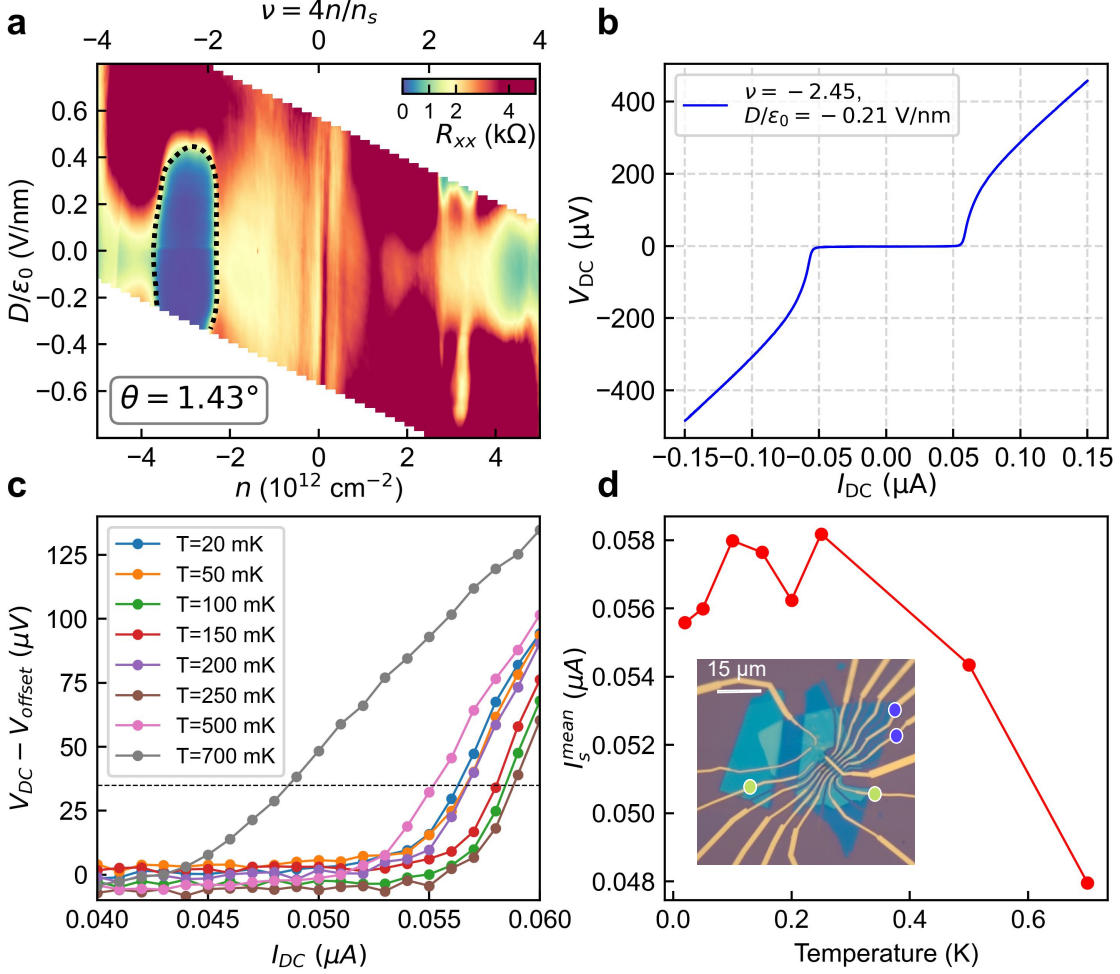 a
ν = 4n/nₛ
−4 −2 0 2 4
0.6
0.4
0.2
0.0
−0.2
−0.4
−0.6
D/ε₀ (V/nm)
0 1 2
Rₓₓ (kΩ)
θ = 1.43°
−4 −2 0 2 4
n (10¹² cm⁻²)
b
ν = −2.45,
D/ε₀ = −0.21 V/nm
400
200
0
−200
−400
V_DC (µV)
−0.15 −0.10 −0.05 0.00 0.05 0.10 0.15
I_DC (µA)
c
T=20 mK
T=50 mK
T=100 mK
T=150 mK
T=200 mK
T=250 mK
T=500 mK
T=700 mK
125
100
75
50
25
0
V_DC − V_offset (µV)
0.040 0.045 0.050 0.055 0.060
I_DC (µA)
d
0.058
0.056
0.054
0.052
0.050
0.048
I_s^mean (µA)
15 µm
0.0 0.2 0.4 0.6
Temperature (K)